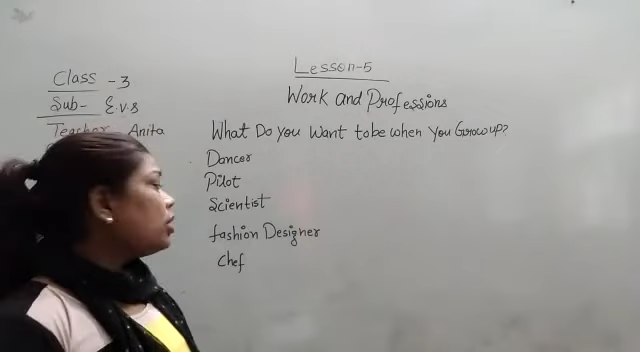 Class - 3
Sub- E.v.s
Teacher Anita
Lesson-5
Work and Professions
What Do you Want to be when You Grow up?
Dancer
Pilot
Scientist
fashion Designer
Chef